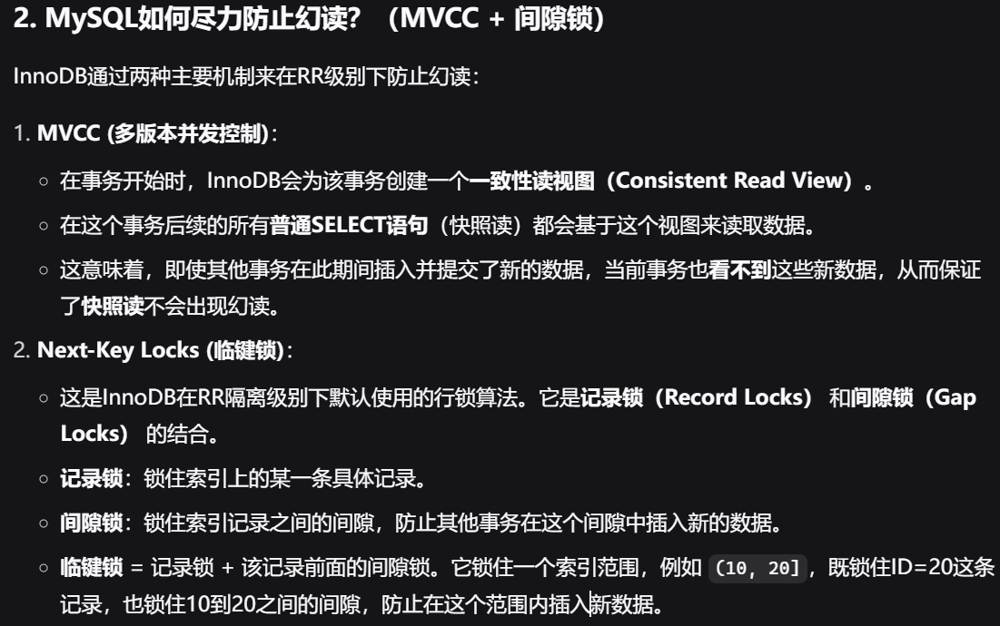 2. MySQL如何尽力防止幻读？（MVCC + 间隙锁）
InnoDB通过两种主要机制来在RR级别下防止幻读：
1. MVCC (多版本并发控制)：
○ 在事务开始时，InnoDB会为该事务创建一个一致性读视图（Consistent Read View）。
○ 在这个事务后续的所有普通SELECT语句（快照读）都会基于这个视图来读取数据。
○ 这意味着，即使其他事务在此期间插入并提交了新的数据，当前事务也看不到这些新数据，从而保证
了快照读不会出现幻读。
2. Next-Key Locks (临键锁)：
○ 这是InnoDB在RR隔离级别下默认使用的行锁算法。它是记录锁（Record Locks） 和间隙锁（Gap
Locks） 的结合。
○ 记录锁：锁住索引上的某一条具体记录。
○ 间隙锁：锁住索引记录之间的间隙，防止其他事务在这个间隙中插入新的数据。
○ 临键锁 = 记录锁 + 该记录前面的间隙锁。它锁住一个索引范围，例如 (10, 20]，既锁住ID=20这条
记录，也锁住10到20之间的间隙，防止在这个范围内插入新数据。